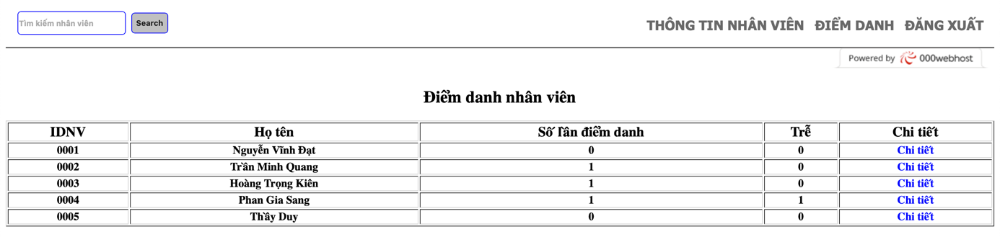 Tìm kiếm nhân viên Search THÔNG TIN NHÂN VIÊN ĐIỂM DANH ĐĂNG XUẤT
Powered by 000webhost
Điểm danh nhân viên
IDNV Họ tên Số lần điểm danh Trễ Chi tiết
0001 Nguyễn Vĩnh Đạt 0 0 Chi tiết
0002 Trần Minh Quang 1 0 Chi tiết
0003 Hoàng Trọng Kiên 1 0 Chi tiết
0004 Phan Gia Sang 1 1 Chi tiết
0005 Thầy Duy 0 0 Chi tiết